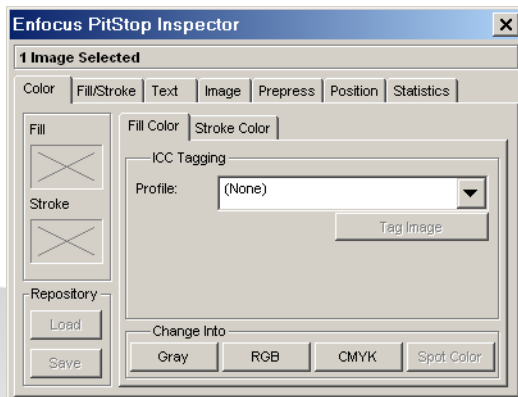 Enfocus PitStop Inspector
1 Image Selected
Color Fill/Stroke Text Image Prepress Position Statistics
Fill
Stroke
Repository
Load
Save
Fill Color Stroke Color
ICC Tagging
Profile: (None)
Tag Image
Change Into
Gray RGB CMYK Spot Color